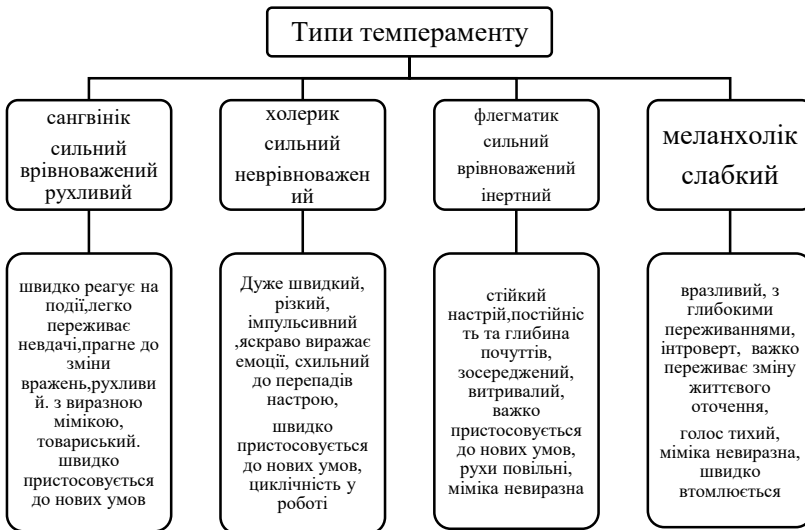 Типи темпераменту
сангвінік
сильний
врівноважений
рухливий
холерик
сильний
неврівноважен
ий
флегматик
сильний
врівноважений
інертний
меланхолік
слабкий
швидко реагує на
події,легко
переживає
невдачі,прагне до
зміни
вражень,рухливи
й. з виразною
мімікою,
товариський.
швидко
пристосовується
до нових умов
Дуже швидкий,
різкий,
імпульсивний
,яскраво виражає
емоції, схильний
до перепадів
настрою,
швидко
пристосовується
до нових умов,
циклічність у
роботі
стійкий
настрій,постійніс
ть та глибина
почуттів,
зосереджений,
витривалий,
важко
пристосовується
до нових умов,
рухи повільні,
міміка невиразна
вразливий, з
глибокими
переживаннями,
інтроверт, важко
переживає зміну
життєвого
оточення,
голос тихий,
міміка невиразна,
швидко
втомлюється